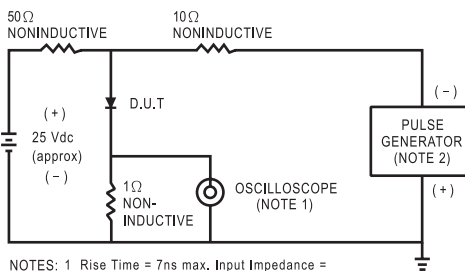 50Ω
NONINDUCTIVE
10Ω
NONINDUCTIVE
(+)
25 Vdc
(approx)
(−)
D.U.T
1Ω
NON-
INDUCTIVE
OSCILLOSCOPE
(NOTE 1)
(−)
PULSE
GENERATOR
(NOTE 2)
(+)
NOTES: 1 Rise Time = 7ns max. Input Impedance =